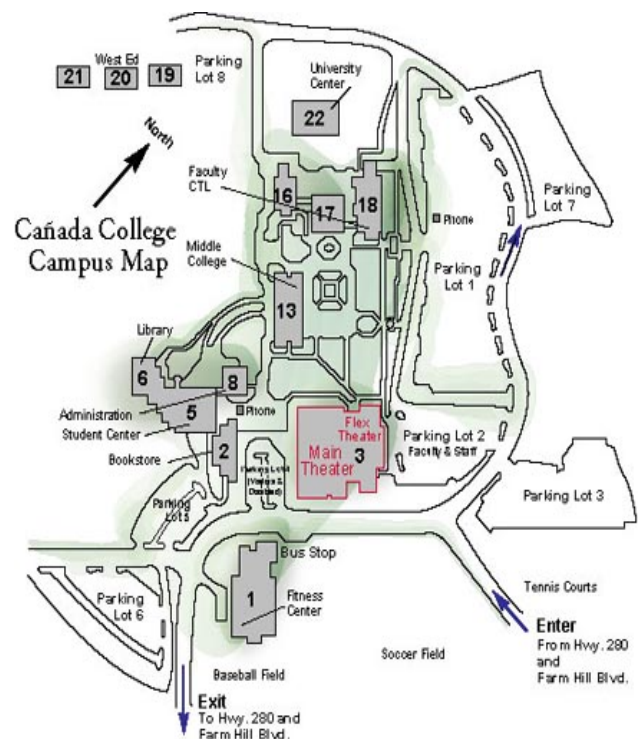 West Ed
21
20
19
Parking
Lot 8
University
Center
22
North
Faculty
CTL
16
17
18
Parking
Lot 7
Phone
Cañada College
Campus Map
Middle
College
Parking
Lot 1
13
Library
6
8
Administration
5
Phone
Student Center
2
Bookstore
Flex
Theater
Main
Theater
3
Parking Lot 2
Faculty & Staff
Parking Lot 3
Parking
Lot 5
Bus Stop
Parking
Lot 6
1
Fitness
Center
Tennis Courts
Enter
From Hwy. 280
and
Farm Hill Blvd.
Soccer Field
Baseball Field
Exit
To Hwy. 280 and
Farm Hill Blvd.